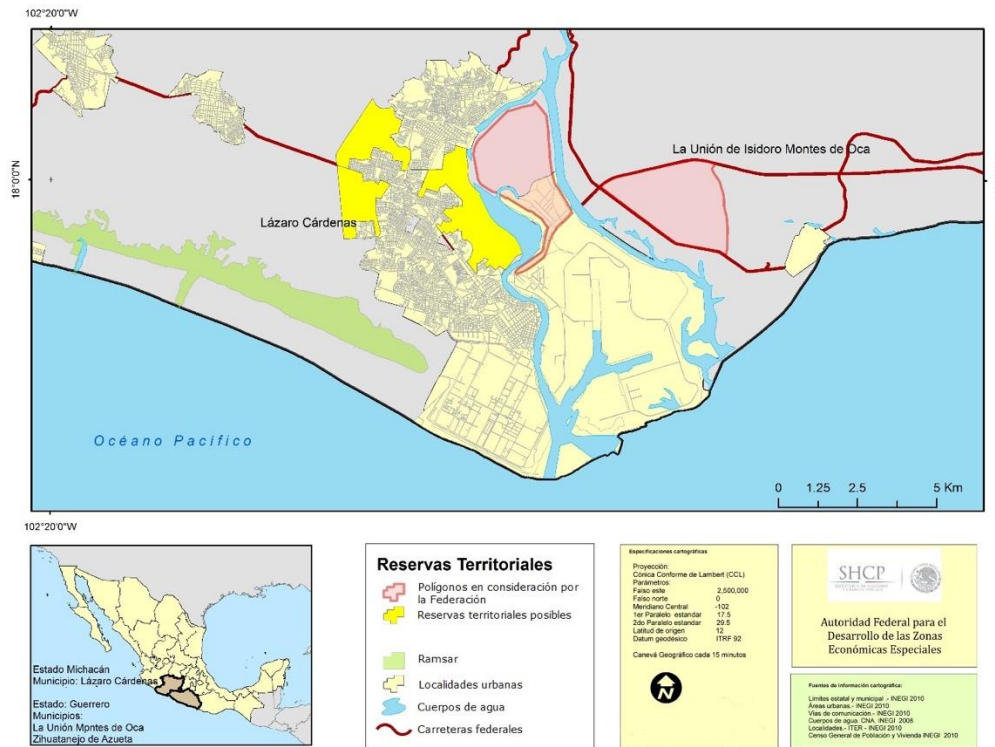 102°20'0"W
18°0'0"N
La Unión de Isidoro Montes de Oca
Lázaro Cárdenas
Océano Pacífico
0 1.25 2.5 5 Km
102°20'0"W
Estado Michacán
Municipio: Lázaro Cárdenas
Estado: Guerrero
Municipios:
La Unión Mpntes de Oca
Zihuatanejo de Azueta
Reservas Territoriales
Polígonos en consideración por
la Federación
Reservas territoriales posibles
Ramsar
Localidades urbanas
Cuerpos de agua
Carreteras federales
Especificaciones cartográficas
Proyección:
Cónica Conforme de Lambert (CCL)
Parámetros:
Falso este 2,500,000
Falso norte 0
Meridiano Central -102
1er Paralelo estandar 17.5
2do Paralelo estandar 29.5
Latitud de origen 12
Datum geodésico ITRF 92
Canevá Geográfico cada 15 minutos
N
SHCP
Autoridad Federal para el
Desarrollo de las Zonas
Económicas Especiales
Fuentes de información cartográfica:
Límites estatal y municipal .- INEGI 2010
Áreas urbanas.- INEGI 2010
Vías de comunicación.- INEGI 2010
Cuerpos de agua. CNA, INEGI 2008
Localidades.- ITER - INEGI 2010
Censo General de Población y Vivienda INEGI 2010